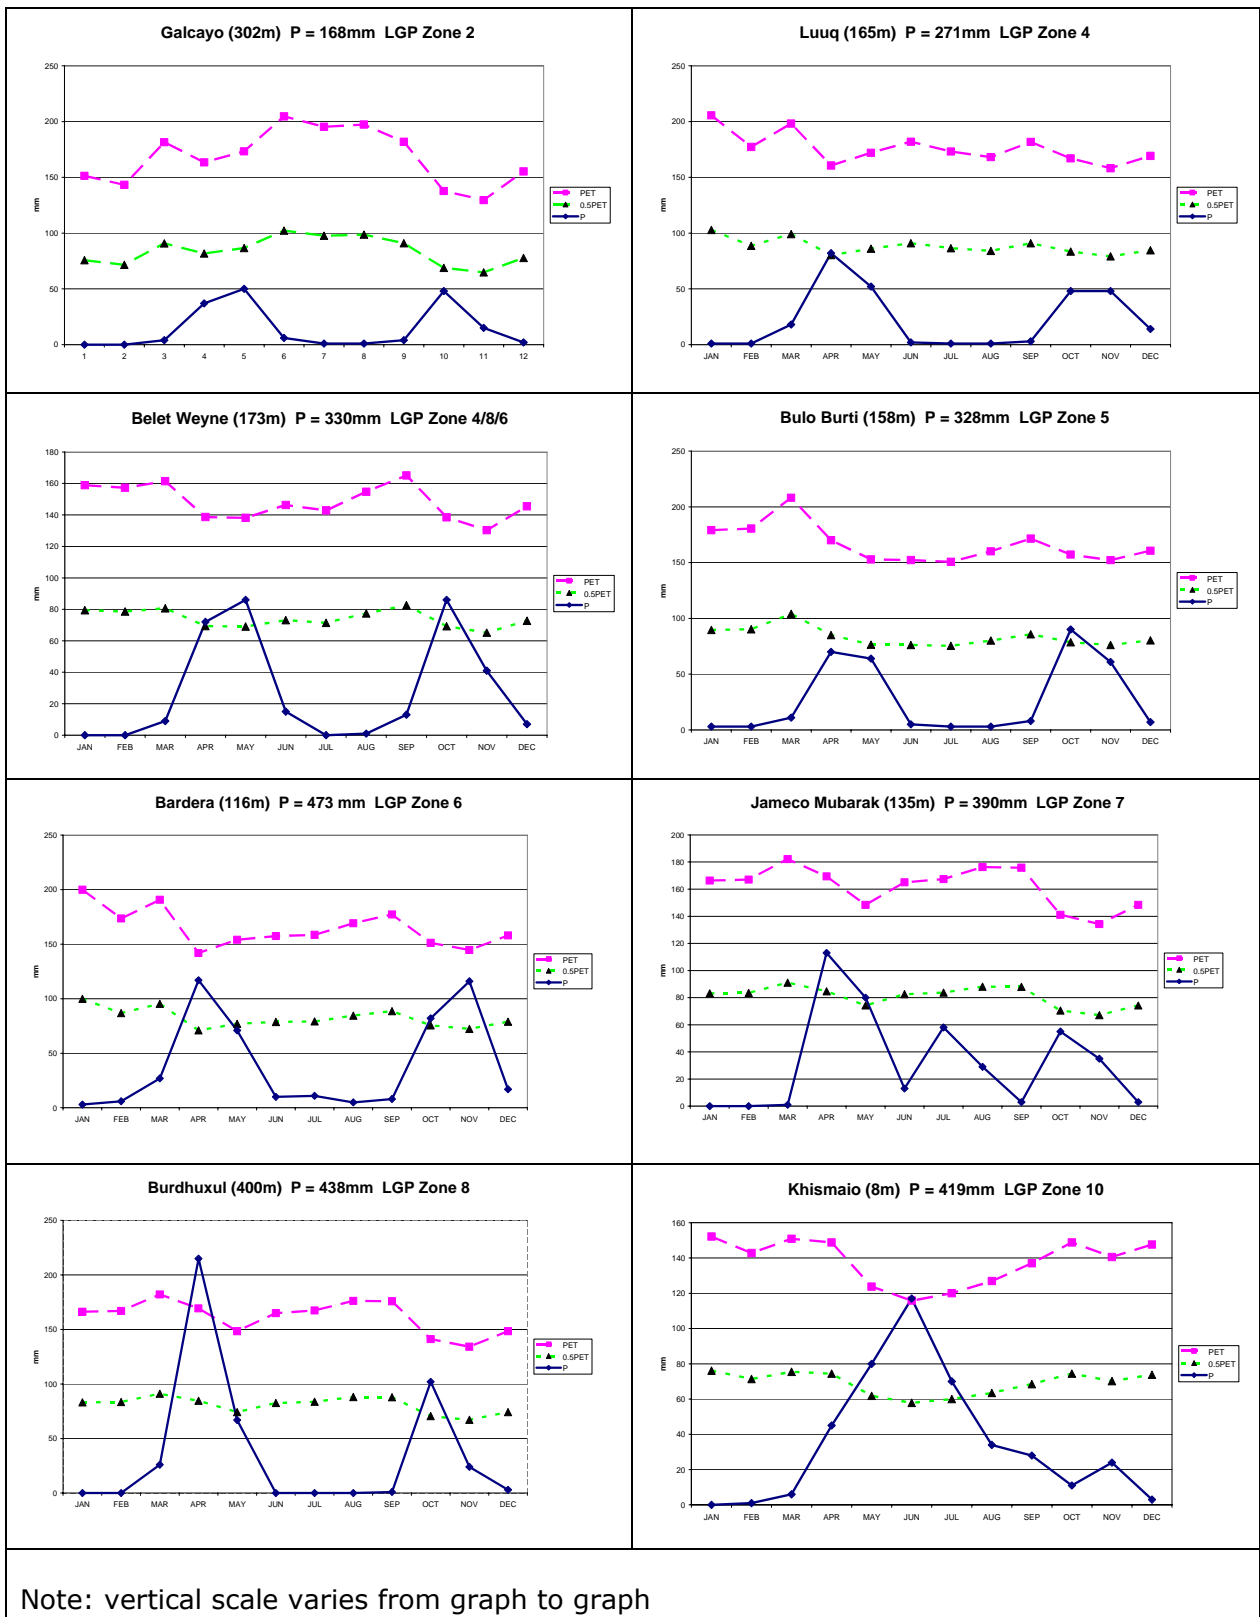 Galcayo (302m)  P = 168mm  LGP Zone 2
250
200
150
100
50
0
mm
1 2 3 4 5 6 7 8 9 10 11 12
PET
0.5PET
P
Luuq (165m)  P = 271mm  LGP Zone 4
250
200
150
100
50
0
mm
JAN FEB MAR APR MAY JUN JUL AUG SEP OCT NOV DEC
PET
0.5PET
P
Belet Weyne (173m)  P = 330mm  LGP Zone 4/8/6
180
160
140
120
100
80
60
40
20
0
mm
JAN FEB MAR APR MAY JUN JUL AUG SEP OCT NOV DEC
PET
0.5PET
P
Bulo Burti (158m)  P = 328mm  LGP Zone 5
250
200
150
100
50
0
mm
JAN FEB MAR APR MAY JUN JUL AUG SEP OCT NOV DEC
PET
0.5PET
P
Bardera (116m)  P = 473 mm  LGP Zone 6
250
200
150
100
50
0
mm
JAN FEB MAR APR MAY JUN JUL AUG SEP OCT NOV DEC
PET
0.5PET
P
Jameco Mubarak (135m)  P = 390mm  LGP Zone 7
200
180
160
140
120
100
80
60
40
20
0
mm
JAN FEB MAR APR MAY JUN JUL AUG SEP OCT NOV DEC
PET
0.5PET
P
Burdhuxul (400m)  P = 438mm  LGP Zone 8
250
200
150
100
50
0
mm
JAN FEB MAR APR MAY JUN JUL AUG SEP OCT NOV DEC
PET
0.5PET
P
Khismaio (8m)  P = 419mm  LGP Zone 10
160
140
120
100
80
60
40
20
0
mm
JAN FEB MAR APR MAY JUN JUL AUG SEP OCT NOV DEC
PET
0.5PET
P
Note: vertical scale varies from graph to graph